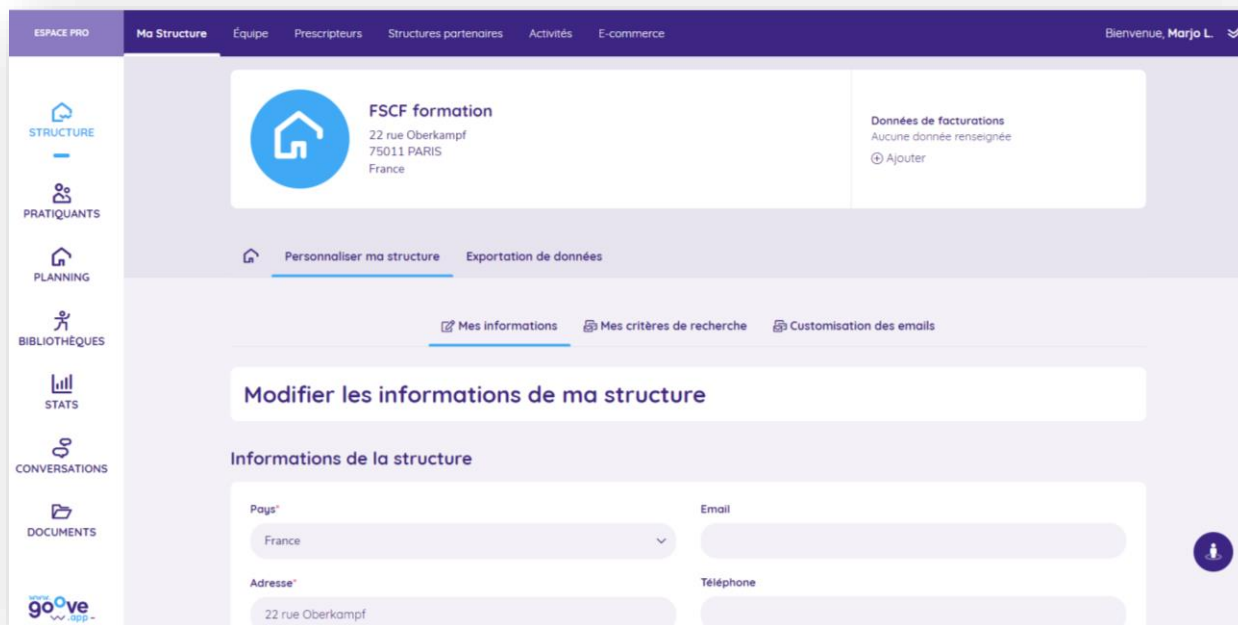 ESPACE PRO
Ma Structure
Équipe
Prescripteurs
Structures partenaires
Activités
E-commerce
Bienvenue, Marjo L.
STRUCTURE
PRATIQUANTS
PLANNING
BIBLIOTHÈQUES
STATS
CONVERSATIONS
DOCUMENTS
www.
goove
.app
FSCF formation
22 rue Oberkampf
75011 PARIS
France
Données de facturations
Aucune donnée renseignée
Ajouter
Personnaliser ma structure
Exportation de données
Mes informations
Mes critères de recherche
Customisation des emails
Modifier les informations de ma structure
Informations de la structure
Pays*
France
Email
Adresse*
22 rue Oberkampf
Téléphone